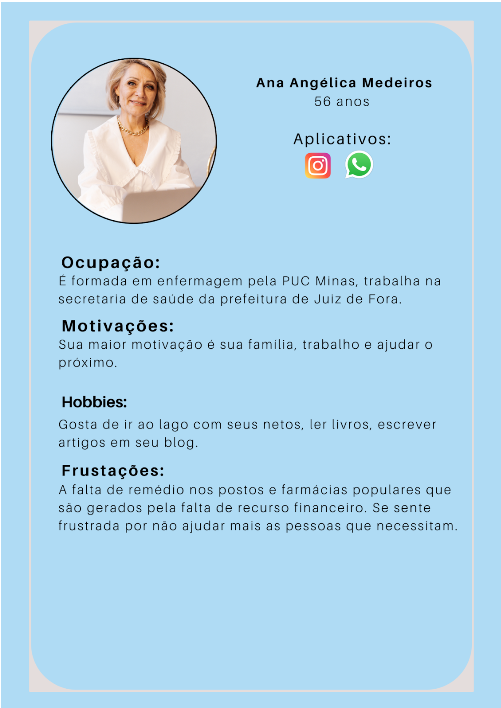 Ana Angélica Medeiros
56 anos
Aplicativos:
Ocupação:
É formada em enfermagem pela PUC Minas, trabalha na
secretaria de saúde da prefeitura de Juiz de Fora.
Motivações:
Sua maior motivação é sua família, trabalho e ajudar o
próximo.
Hobbies:
Gosta de ir ao lago com seus netos, ler livros, escrever
artigos em seu blog.
Frustações:
A falta de remédio nos postos e farmácias populares que
são gerados pela falta de recurso financeiro. Se sente
frustrada por não ajudar mais as pessoas que necessitam.